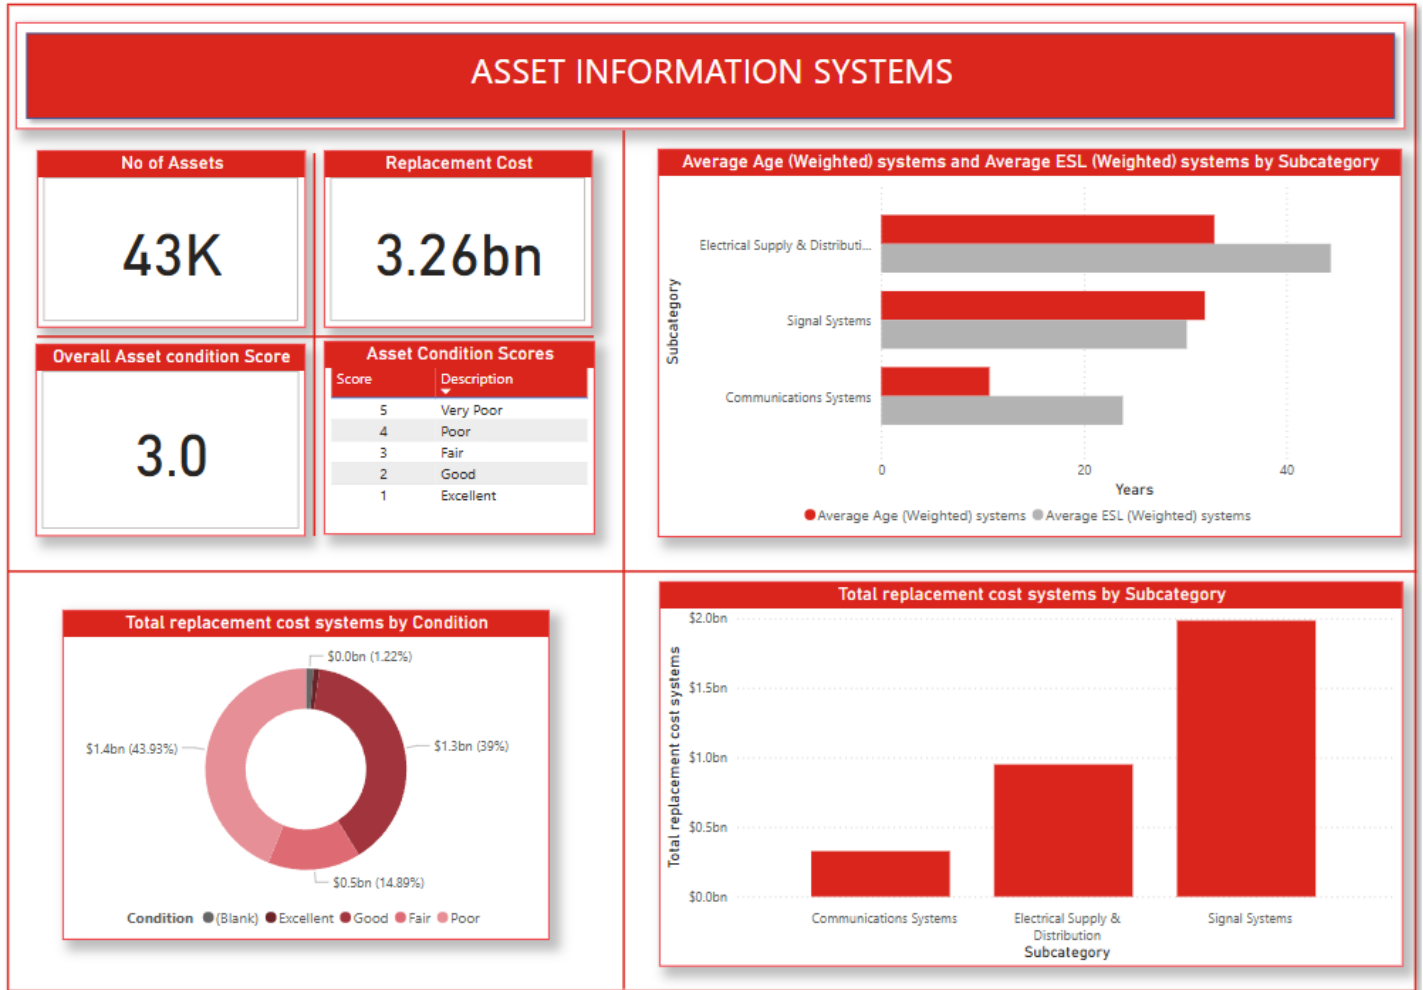 ASSET INFORMATION SYSTEMS
No of Assets
43K
Replacement Cost
3.26bn
Overall Asset condition Score
3.0
Asset Condition Scores
Score Description
5 Very Poor
4 Poor
3 Fair
2 Good
1 Excellent
Average Age (Weighted) systems and Average ESL (Weighted) systems by Subcategory
Subcategory
Electrical Supply & Distributi...
Signal Systems
Communications Systems
0 20 40
Years
Average Age (Weighted) systems Average ESL (Weighted) systems
Total replacement cost systems by Condition
$0.0bn (1.22%)
$1.4bn (43.93%)
$1.3bn (39%)
$0.5bn (14.89%)
Condition (Blank) Excellent Good Fair Poor
Total replacement cost systems by Subcategory
Total replacement cost systems
$2.0bn
$1.5bn
$1.0bn
$0.5bn
$0.0bn
Communications Systems
Electrical Supply &
Distribution
Signal Systems
Subcategory